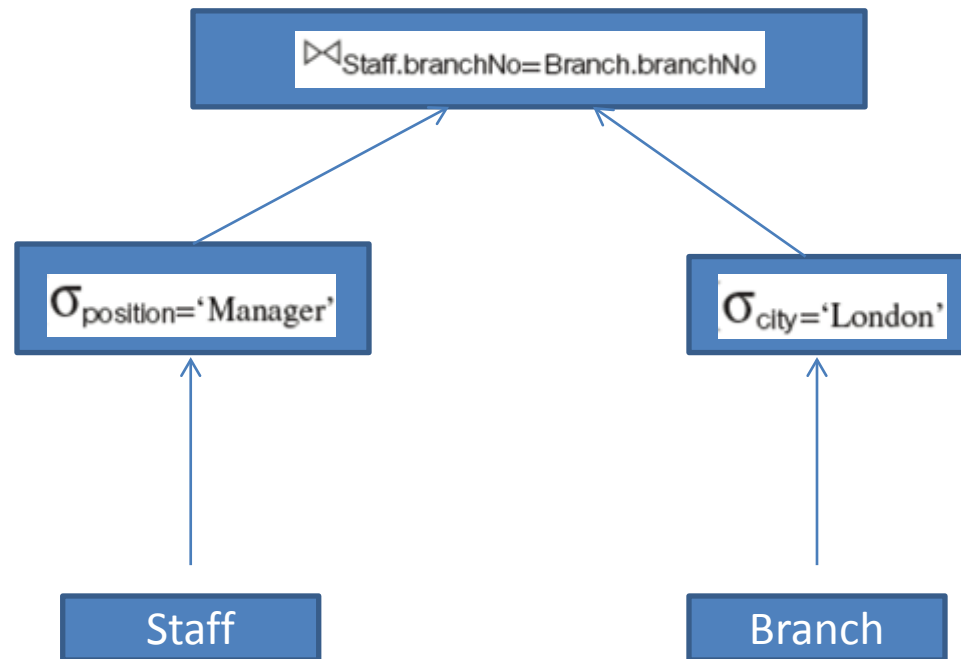 ⋈Staff.branchNo=Branch.branchNo
σposition=‘Manager’
σcity=‘London’
Staff
Branch